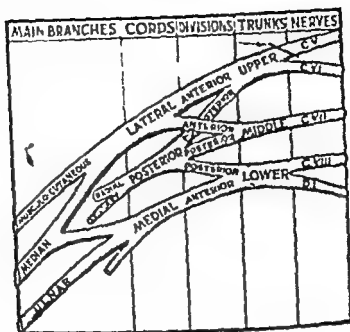 MAIN BRANCHES CORDS DIVISIONS TRUNKS NERVES
C V
LATERAL ANTERIOR UPPER
C VI
POSTERIOR
ANTERIOR MIDDLE C VII
POSTERIOR
POSTERIOR
RADIAL
C VIII
POSTERIOR LOWER
MEDIAL ANTERIOR
D I
MEDIAN
ULNAR